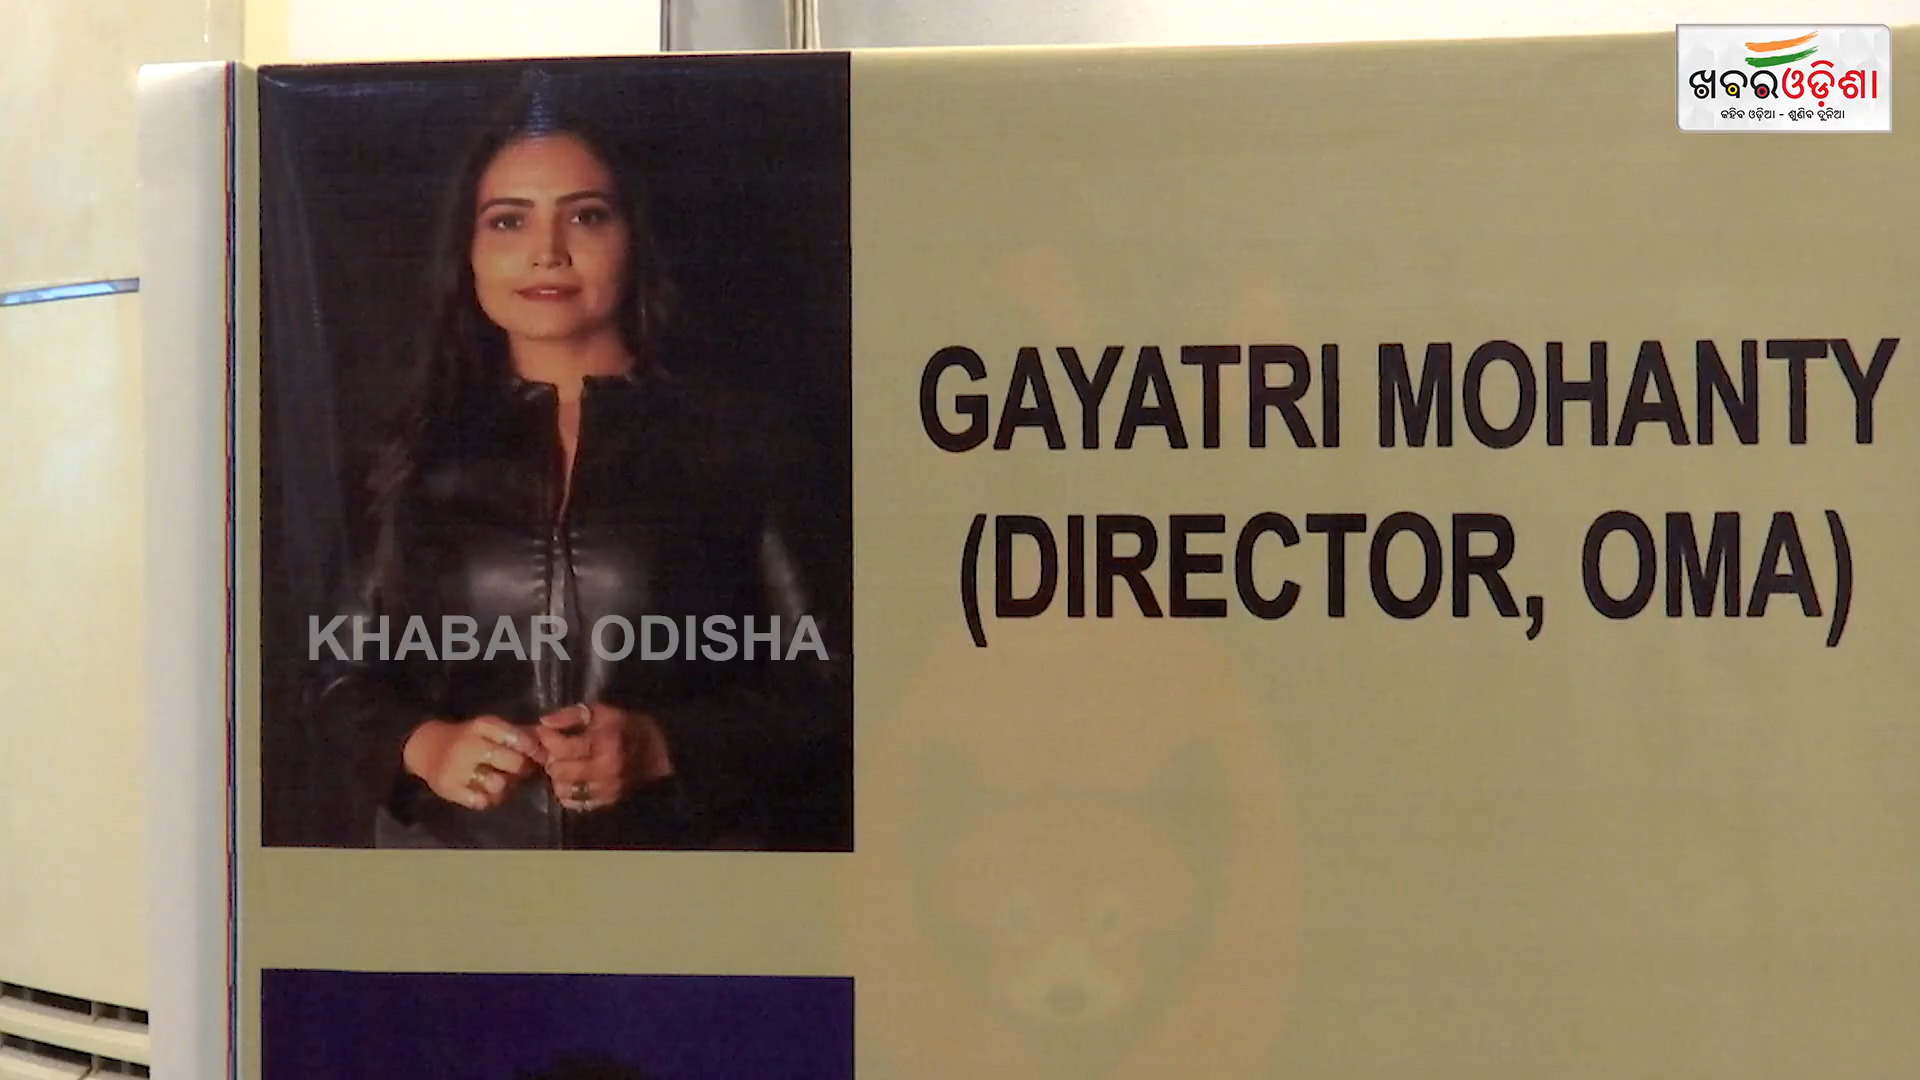 ଖବରଓଡ଼ିଶା
କହିବ ଓଡ଼ିଆ - ଶୁଣିବ ଦୁନିଆ
GAYATRI MOHANTY
(DIRECTOR, OMA)
KHABAR ODISHA